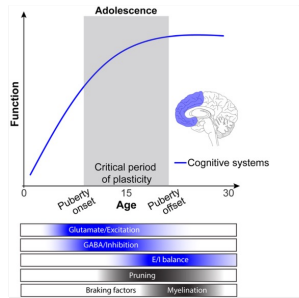 Adolescence
Function
Critical period
of plasticity
Cognitive systems
0
15
30
Puberty
onset
Age
Puberty
offset
Glutamate/Excitation
GABA/Inhibition
E/I balance
Pruning
Braking factors
Myelination